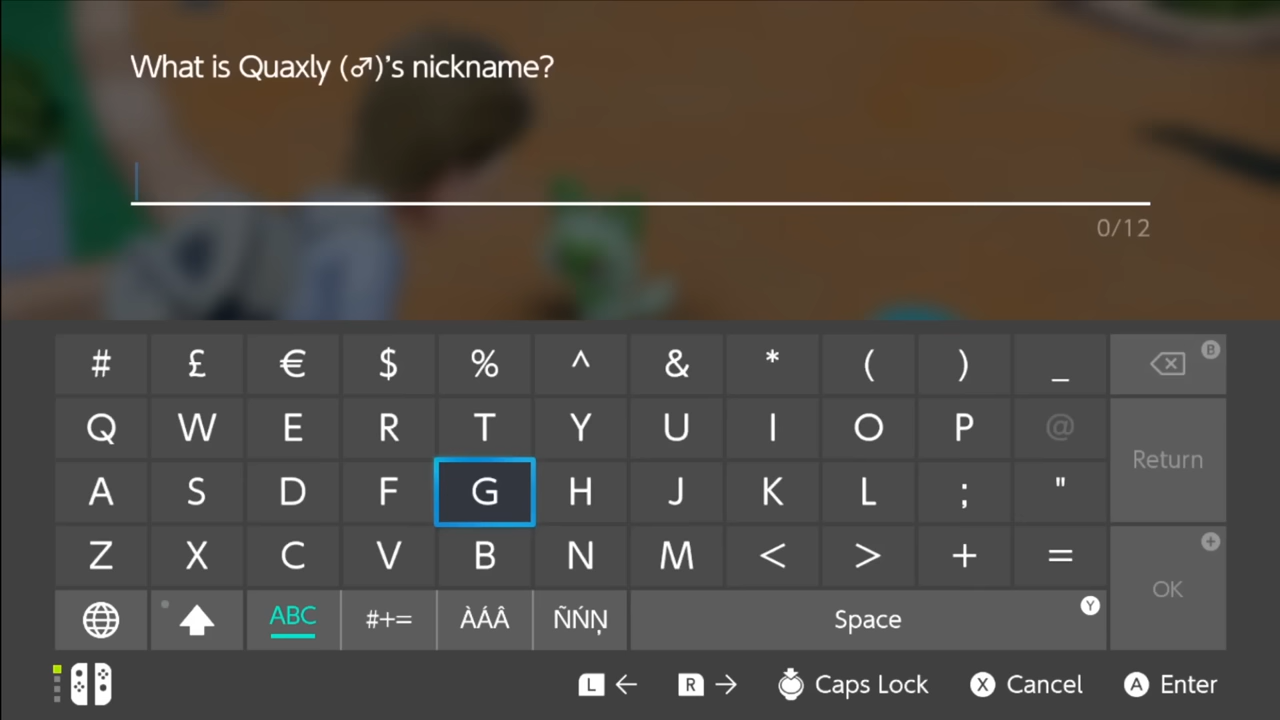 What is Quaxly (♂)'s nickname?
0/12
# £ € $ % ^ & * ( ) _ B
Q W E R T Y U I O P @
A S D F G H J K L ; " Return
Z X C V B N M < > + = + OK
ABC #+= ÀÁÂ ÑŃŅ Space Y
L ← R → Caps Lock X Cancel A Enter